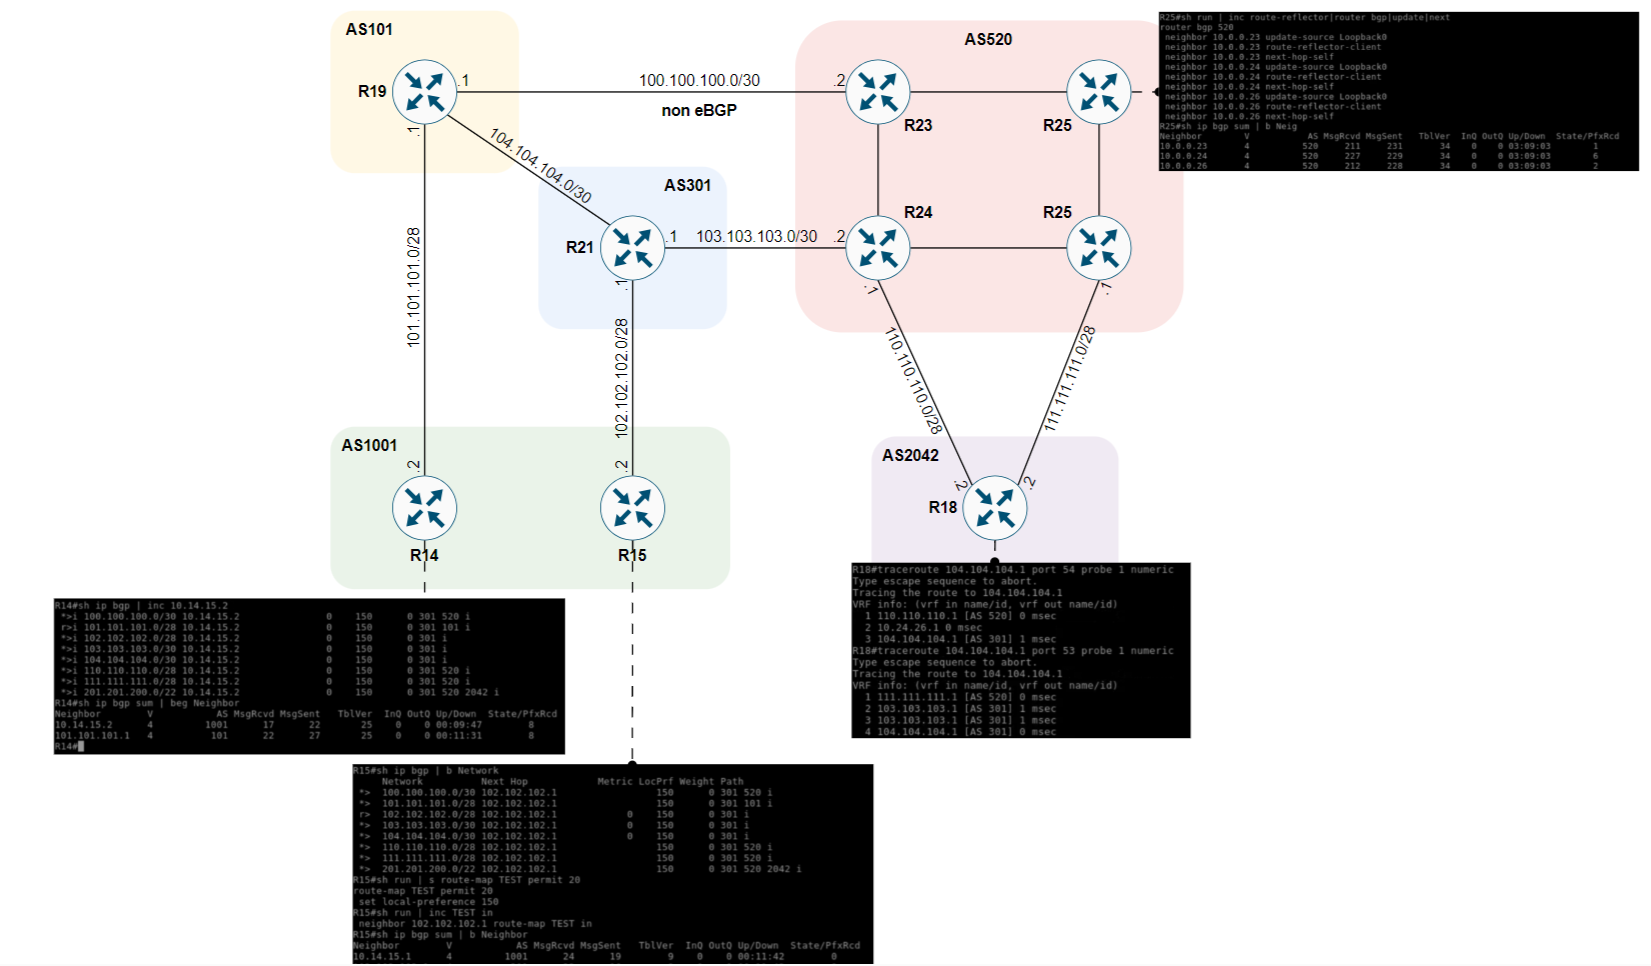 AS101
R19
.1
.1
100.100.100.0/30
non eBGP
.2
AS520
R23
R25
R25#sh run | inc route-reflector|router bgp|update|next
router bgp 520
neighbor 10.0.0.23 update-source Loopback0
neighbor 10.0.0.23 route-reflector-client
neighbor 10.0.0.23 next-hop-self
neighbor 10.0.0.24 update-source Loopback0
neighbor 10.0.0.24 route-reflector-client
neighbor 10.0.0.24 next-hop-self
neighbor 10.0.0.26 update-source Loopback0
neighbor 10.0.0.26 route-reflector-client
neighbor 10.0.0.26 next-hop-self
R25#sh ip bgp sum | b Neig
Neighbor V AS MsgRcvd MsgSent TblVer InQ OutQ Up/Down State/PfxRcd
10.0.0.23 4 520 211 231 34 0 0 03:09:03 1
10.0.0.24 4 520 227 229 34 0 0 03:09:03 6
10.0.0.26 4 520 212 228 34 0 0 03:09:03 2
104.104.104.0/30
AS301
R21
.1
.1
103.103.103.0/30
.2
R24
R25
.1
.1
101.101.101.0/28
102.102.102.0/28
110.110.110.0/28
111.111.111.0/28
AS1001
.2
.2
R14
R15
AS2042
.2
.2
R18
R18#traceroute 104.104.104.1 port 54 probe 1 numeric
Type escape sequence to abort.
Tracing the route to 104.104.104.1
VRF info: (vrf in name/id, vrf out name/id)
1 110.110.110.1 [AS 520] 0 msec
2 10.24.26.1 0 msec
3 104.104.104.1 [AS 301] 1 msec
R18#traceroute 104.104.104.1 port 53 probe 1 numeric
Type escape sequence to abort.
Tracing the route to 104.104.104.1
VRF info: (vrf in name/id, vrf out name/id)
1 111.111.111.1 [AS 520] 0 msec
2 103.103.103.1 [AS 301] 1 msec
3 103.103.103.1 [AS 301] 1 msec
4 104.104.104.1 [AS 301] 0 msec
R14#sh ip bgp | inc 10.14.15.2
*>i 100.100.100.0/30 10.14.15.2 0 150 0 301 520 i
r>i 101.101.101.0/28 10.14.15.2 0 150 0 301 101 i
*>i 102.102.102.0/28 10.14.15.2 0 150 0 301 i
*>i 103.103.103.0/30 10.14.15.2 0 150 0 301 i
*>i 104.104.104.0/30 10.14.15.2 0 150 0 301 i
*>i 110.110.110.0/28 10.14.15.2 0 150 0 301 520 i
*>i 111.111.111.0/28 10.14.15.2 0 150 0 301 520 i
*>i 201.201.200.0/22 10.14.15.2 0 150 0 301 520 2042 i
R14#sh ip bgp sum | beg Neighbor
Neighbor V AS MsgRcvd MsgSent TblVer InQ OutQ Up/Down State/PfxRcd
10.14.15.2 4 1001 17 22 25 0 0 00:09:47 8
101.101.101.1 4 101 22 27 25 0 0 00:11:31 8
R14#
R15#sh ip bgp | b Network
Network Next Hop Metric LocPrf Weight Path
*> 100.100.100.0/30 102.102.102.1 150 0 301 520 i
*> 101.101.101.0/28 102.102.102.1 150 0 301 101 i
r> 102.102.102.0/28 102.102.102.1 0 150 0 301 i
*> 103.103.103.0/30 102.102.102.1 0 150 0 301 i
*> 104.104.104.0/30 102.102.102.1 0 150 0 301 i
*> 110.110.110.0/28 102.102.102.1 150 0 301 520 i
*> 111.111.111.0/28 102.102.102.1 150 0 301 520 i
*> 201.201.200.0/22 102.102.102.1 150 0 301 520 2042 i
R15#sh run | s route-map TEST permit 20
route-map TEST permit 20
set local-preference 150
R15#sh run | inc TEST in
neighbor 102.102.102.1 route-map TEST in
R15#sh ip bgp sum | b Neighbor
Neighbor V AS MsgRcvd MsgSent TblVer InQ OutQ Up/Down State/PfxRcd
10.14.15.1 4 1001 24 19 9 0 0 00:11:42 0